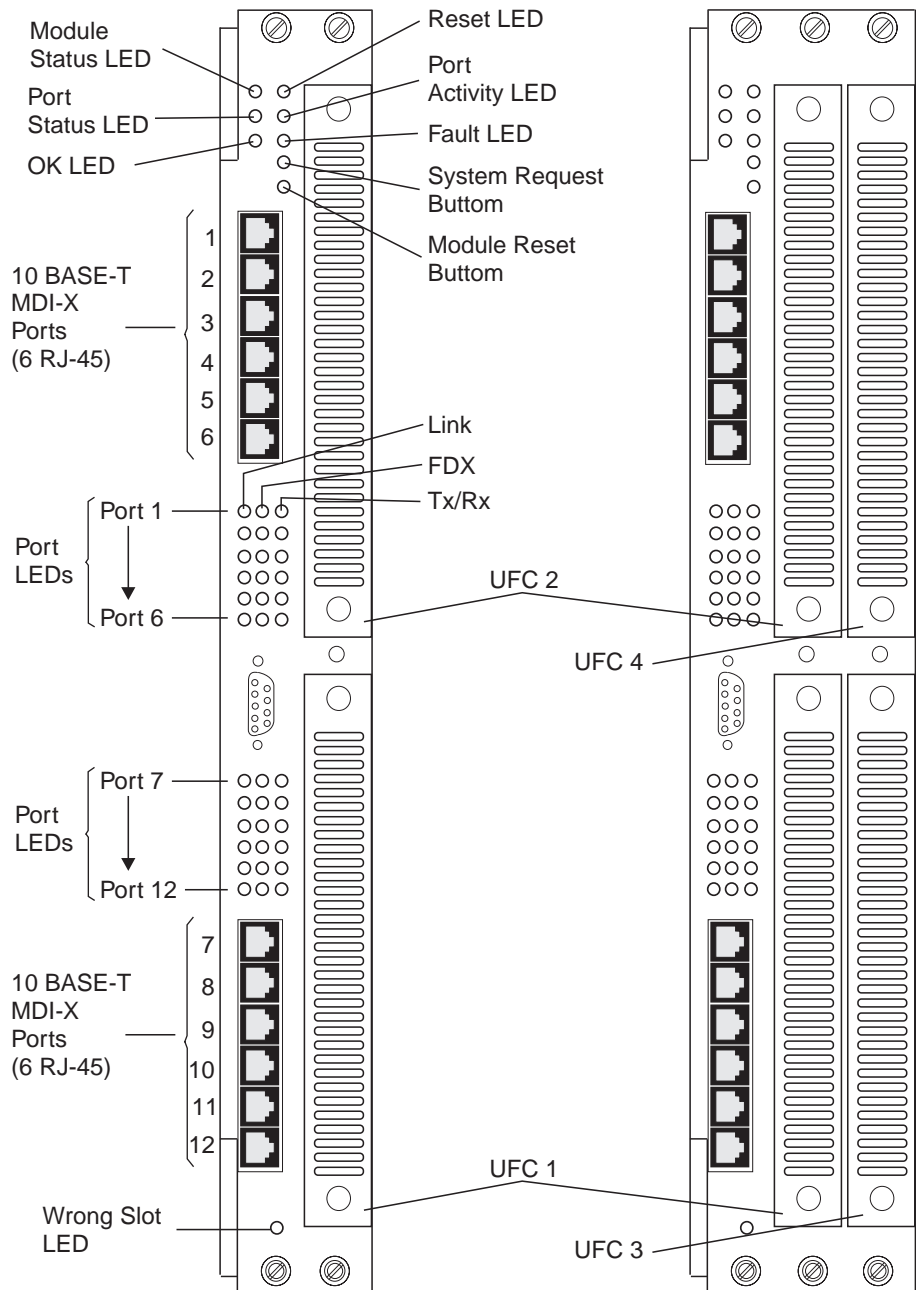 Module
Status LED
Port
Status LED
OK LED
Reset LED
Port
Activity LED
Fault LED
System Request
Buttom
Module Reset
Buttom
10 BASE-T
MDI-X
Ports
(6 RJ-45)
1
2
3
4
5
6
Link
FDX
Tx/Rx
Port
LEDs
Port 1
Port 6
UFC 2
UFC 4
Port
LEDs
Port 7
Port 12
10 BASE-T
MDI-X
Ports
(6 RJ-45)
7
8
9
10
11
12
UFC 1
UFC 3
Wrong Slot
LED